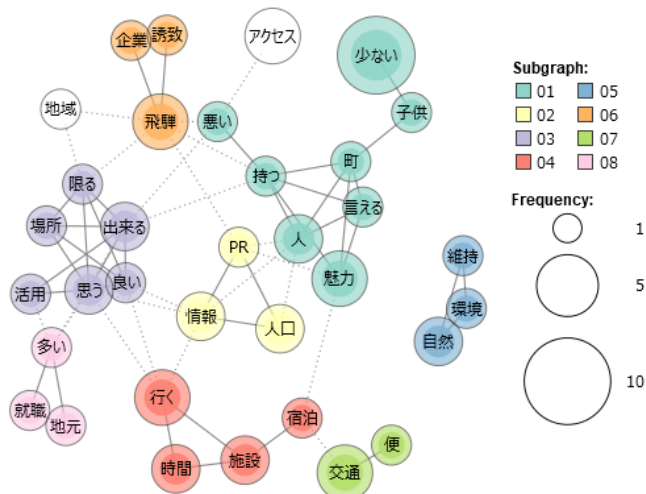 企業
誘致
アクセス
少ない
地域
飛騨
悪い
子供
限る
持つ
町
場所
出来る
言える
人
PR
活用
思う
良い
魅力
維持
情報
人口
環境
自然
多い
行く
就職
地元
宿泊
時間
施設
交通
便
Subgraph:
01
05
02
06
03
07
04
08
Frequency:
1
5
10